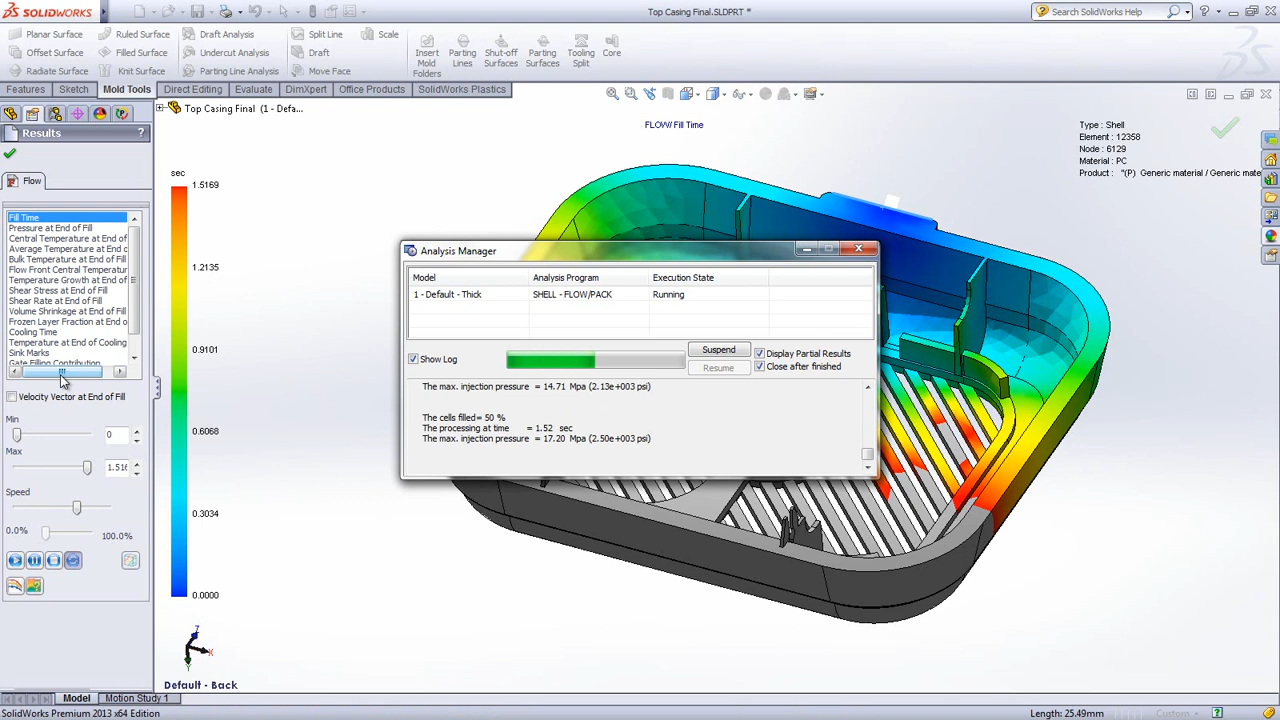 SOLIDWORKS
Top Casing Final.SLDPRT *
Search SolidWorks Help
Planar Surface
Offset Surface
Radiate Surface
Ruled Surface
Filled Surface
Knit Surface
Draft Analysis
Undercut Analysis
Parting Line Analysis
Split Line
Draft
Move Face
Scale
Insert Mold Folders
Parting Lines
Shut-off Surfaces
Parting Surfaces
Tooling Split
Core
Features
Sketch
Mold Tools
Direct Editing
Evaluate
DimXpert
Office Products
SolidWorks Plastics
Top Casing Final (1 - Defa...
Results
?
Flow
Fill Time
Pressure at End of Fill
Central Temperature at End of
Average Temperature at End c
Bulk Temperature at End of Fill
Flow Front Central Temperatur
Temperature Growth at End of
Shear Stress at End of Fill
Shear Rate at End of Fill
Volume Shrinkage at End of Fill
Frozen Layer Fraction at End o
Cooling Time
Temperature at End of Cooling
Sink Marks
Gate Filling Contribution
Velocity Vector at End of Fill
Min
0
Max
1.516
Speed
0.0%
100.0%
sec
1.5169
1.2135
0.9101
0.6068
0.3034
0.0000
FLOW/ Fill Time
Type : Shell
Element : 12358
Node : 6129
Material : PC
Product : "(P) Generic material / Generic mate
Analysis Manager
Model Analysis Program Execution State
1 - Default - Thick SHELL - FLOW/PACK Running
Show Log
Suspend
Resume
Display Partial Results
Close after finished
The max. injection pressure = 14.71 Mpa (2.13e+003 psi)
The cells filled= 50 %
The processing at time = 1.52 sec
The max. injection pressure = 17.20 Mpa (2.50e+003 psi)
Z
X
Y
Default - Back
Model
Motion Study 1
SolidWorks Premium 2013 x64 Edition
Length: 25.49mm
Custom
?